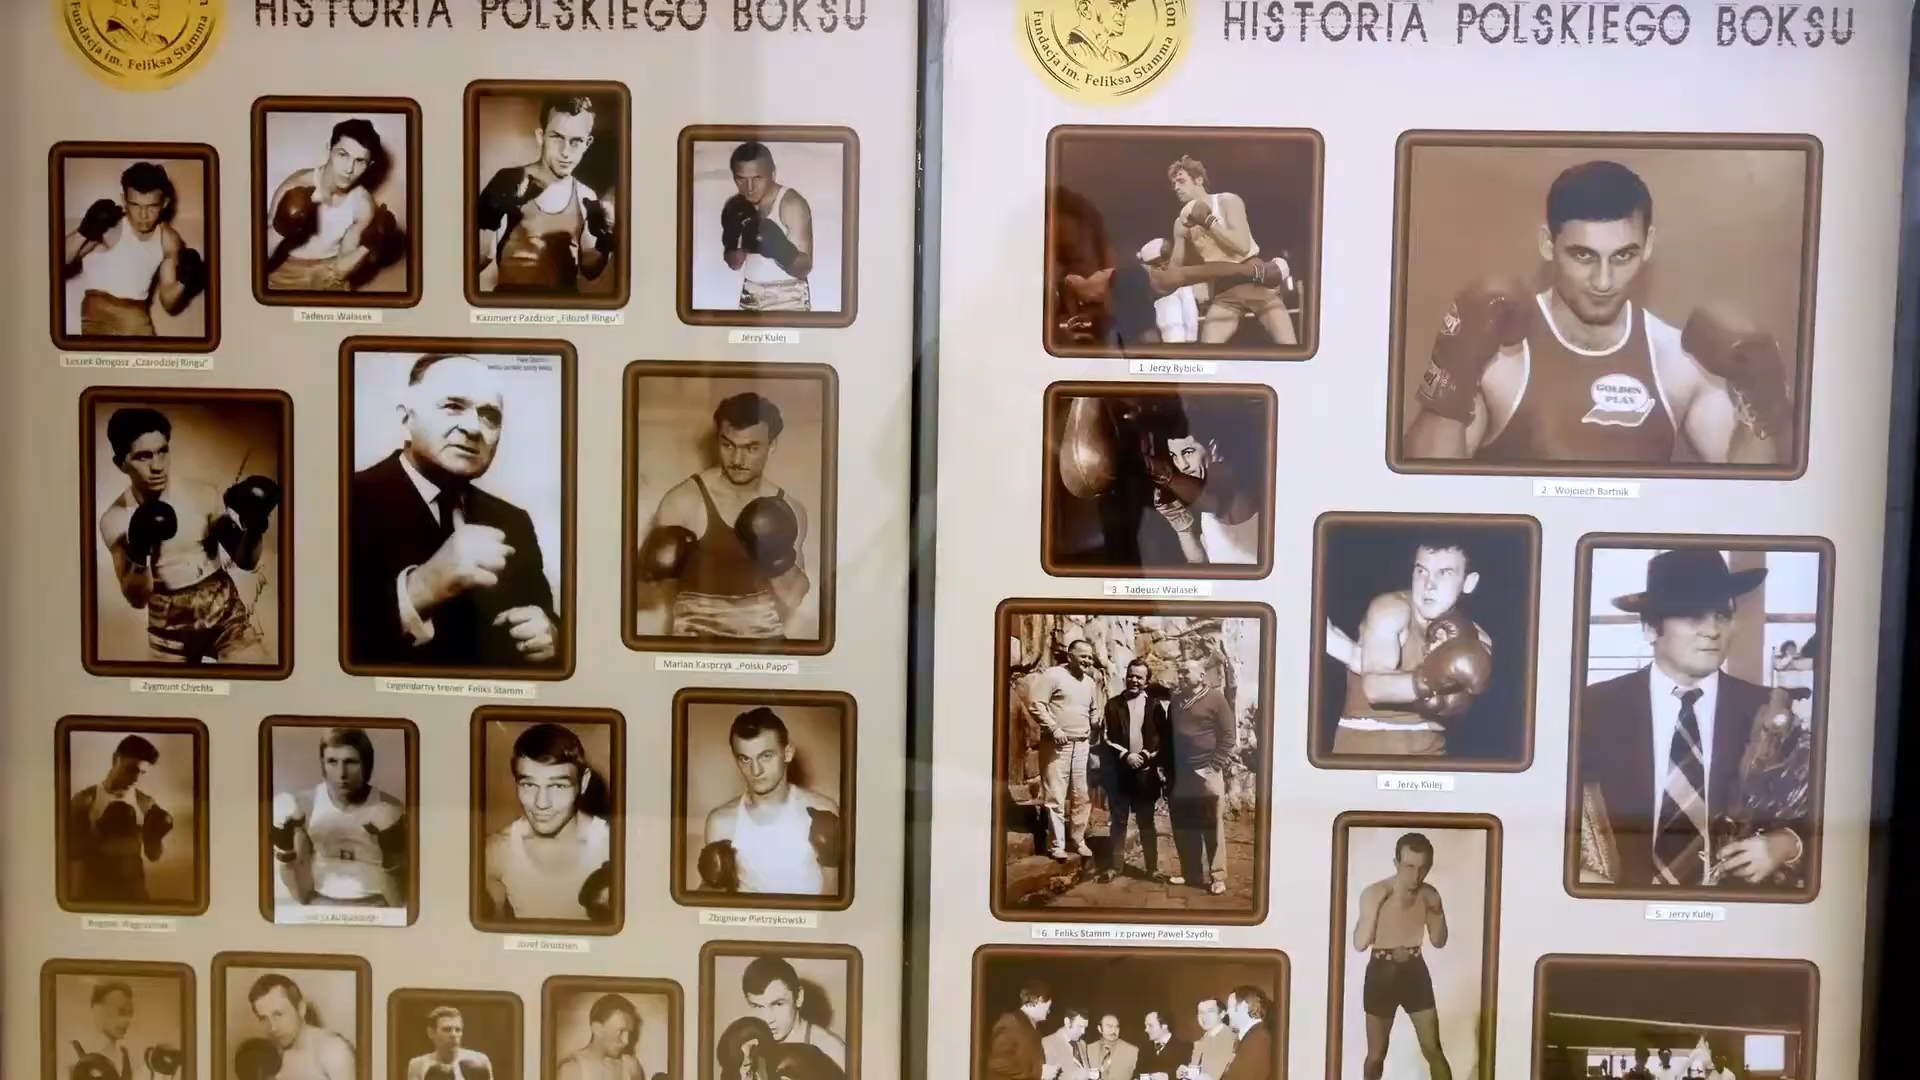 HISTORIA POLSKIEGO BOKSU
Fundacja im. Feliksa Stamma
Leszek Drogosz „Czarodziej Ringu"
Tadeusz Walasek
Kazimierz Paździor „Filozof Ringu"
Jerzy Kulej
Zygmunt Chychła
Legendarny trener Feliks Stamm
Marian Kasprzyk „Polski Papp"
Józef Grudzień
Zbigniew Pietrzykowski
HISTORIA POLSKIEGO BOKSU
Fundacja im. Feliksa Stamma
1. Jerzy Rybicki
2. Wojciech Bartnik
GOLDEN
PLAY
3. Tadeusz Walasek
4. Jerzy Kulej
5. Jerzy Kulej
6. Feliks Stamm i z prawej Paweł Szydło